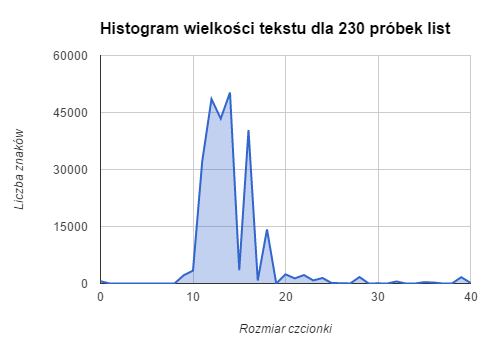 Histogram wielkości tekstu dla 230 próbek list
60000
45000
30000
15000
0
Liczba znaków
0 10 20 30 40
Rozmiar czcionki